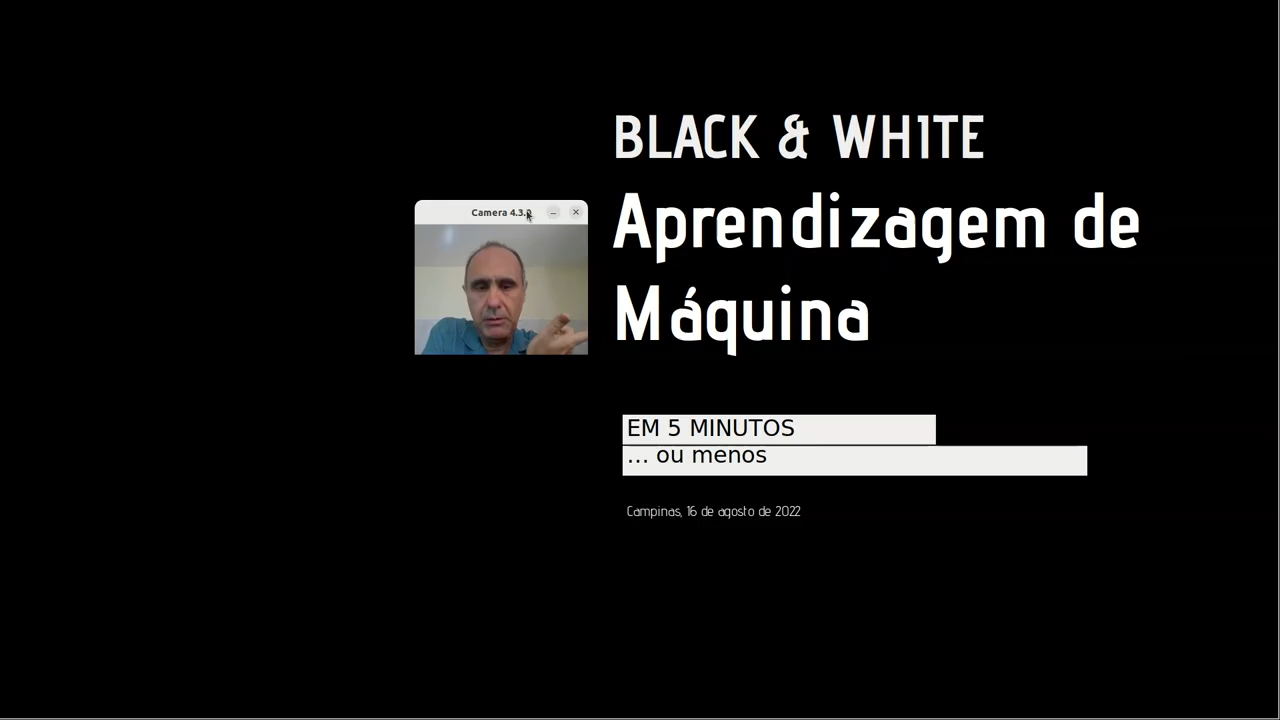 BLACK & WHITE
Aprendizagem de
Máquina
Camera 4.3.0
EM 5 MINUTOS
... ou menos
Campinas, 16 de agosto de 2022